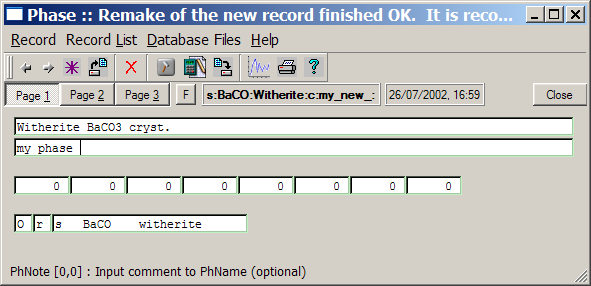 Phase :: Remake of the new record finished OK. It is reco...
Record Record List Database Files Help
Page 1 Page 2 Page 3 F s:BaCO:Witherite:c:my_new_: 26/07/2002, 16:59 Close
Witherite BaCO3 cryst.
my phase
0 0 0 0 0 0 0 0
O r s BaCO witherite
PhNote [0,0] : Input comment to PhName (optional)